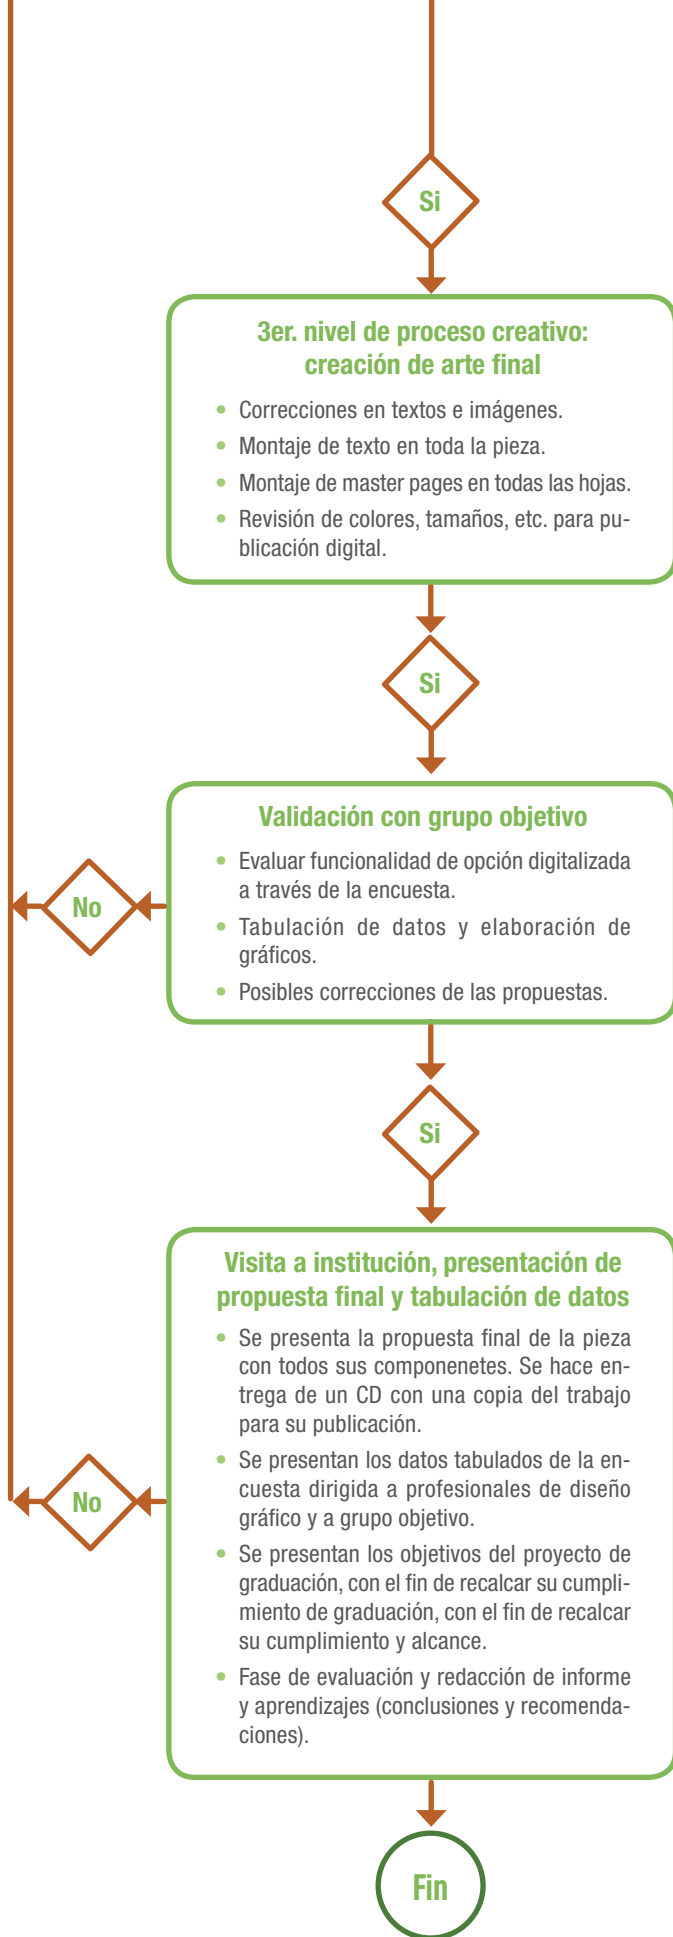 Si
3er. nivel de proceso creativo:
creación de arte final
• Correcciones en textos e imágenes.
• Montaje de texto en toda la pieza.
• Montaje de master pages en todas las hojas.
• Revisión de colores, tamaños, etc. para pu-
blicación digital.
Si
Validación con grupo objetivo
• Evaluar funcionalidad de opción digitalizada
a través de la encuesta.
• Tabulación de datos y elaboración de
gráficos.
• Posibles correcciones de las propuestas.
No
Si
Visita a institución, presentación de
propuesta final y tabulación de datos
• Se presenta la propuesta final de la pieza
con todos sus componenetes. Se hace en-
trega de un CD con una copia del trabajo
para su publicación.
• Se presentan los datos tabulados de la en-
cuesta dirigida a profesionales de diseño
gráfico y a grupo objetivo.
• Se presentan los objetivos del proyecto de
graduación, con el fin de recalcar su cumpli-
miento de graduación, con el fin de recalcar
su cumplimiento y alcance.
• Fase de evaluación y redacción de informe
y aprendizajes (conclusiones y recomenda-
ciones).
No
Fin